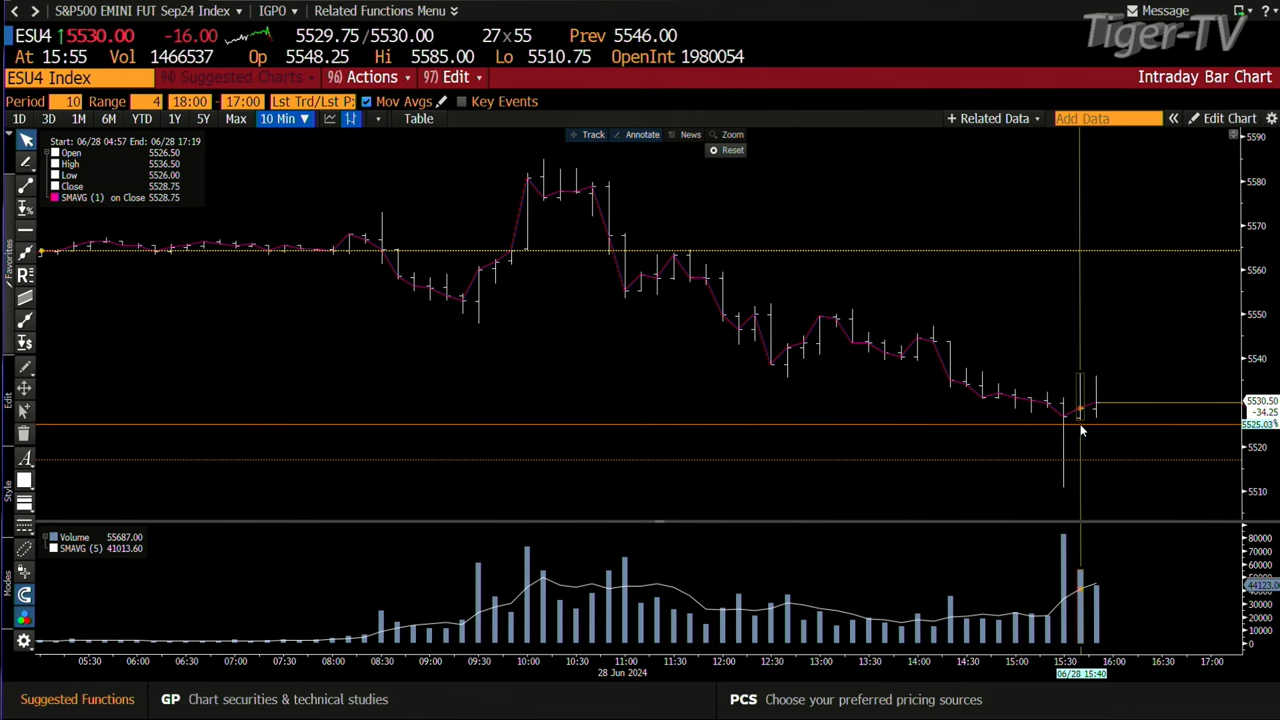 S&P500 EMINI FUT Sep24 Index IGPO Related Functions Menu Message ?
Tiger-TV
ESU4 ↑5530.00 -16.00 5529.75/5530.00 27x55 Prev 5546.00
At 15:55 Vol 1466537 Op 5548.25 Hi 5585.00 Lo 5510.75 OpenInt 1980054
ESU4 Index 94) Suggested Charts 96) Actions 97) Edit Intraday Bar Chart
Period 10 Range 4 18:00 - 17:00 Lst Trd/Lst P Mov Avgs Key Events
1D 3D 1M 6M YTD 1Y 5Y Max 10 Min ▼ Table + Related Data Add Data « Edit Chart
Track Annotate News Zoom
Reset
Start: 06/28 04:57 End: 06/28 17:19
Open 5526.50
High 5536.50
Low 5526.00
Close 5528.75
SMAVG (1) on Close 5528.75
Favorites
Edit
Style
Modes
5590
5580
5570
5560
5550
5540
5530.50
-34.25
5525.03
5520
5510
Volume 55687.00
SMAVG (5) 41013.60
80000
70000
60000
44123.0
30000
20000
10000
0
05:30 06:00 06:30 07:00 07:30 08:00 08:30 09:00 09:30 10:00 10:30 11:00 11:30 12:00 12:30 13:00 13:30 14:00 14:30 15:00 15:30 16:00 16:30 17:00
28 Jun 2024
06/28 15:40
Suggested Functions GP Chart securities & technical studies PCS Choose your preferred pricing sources